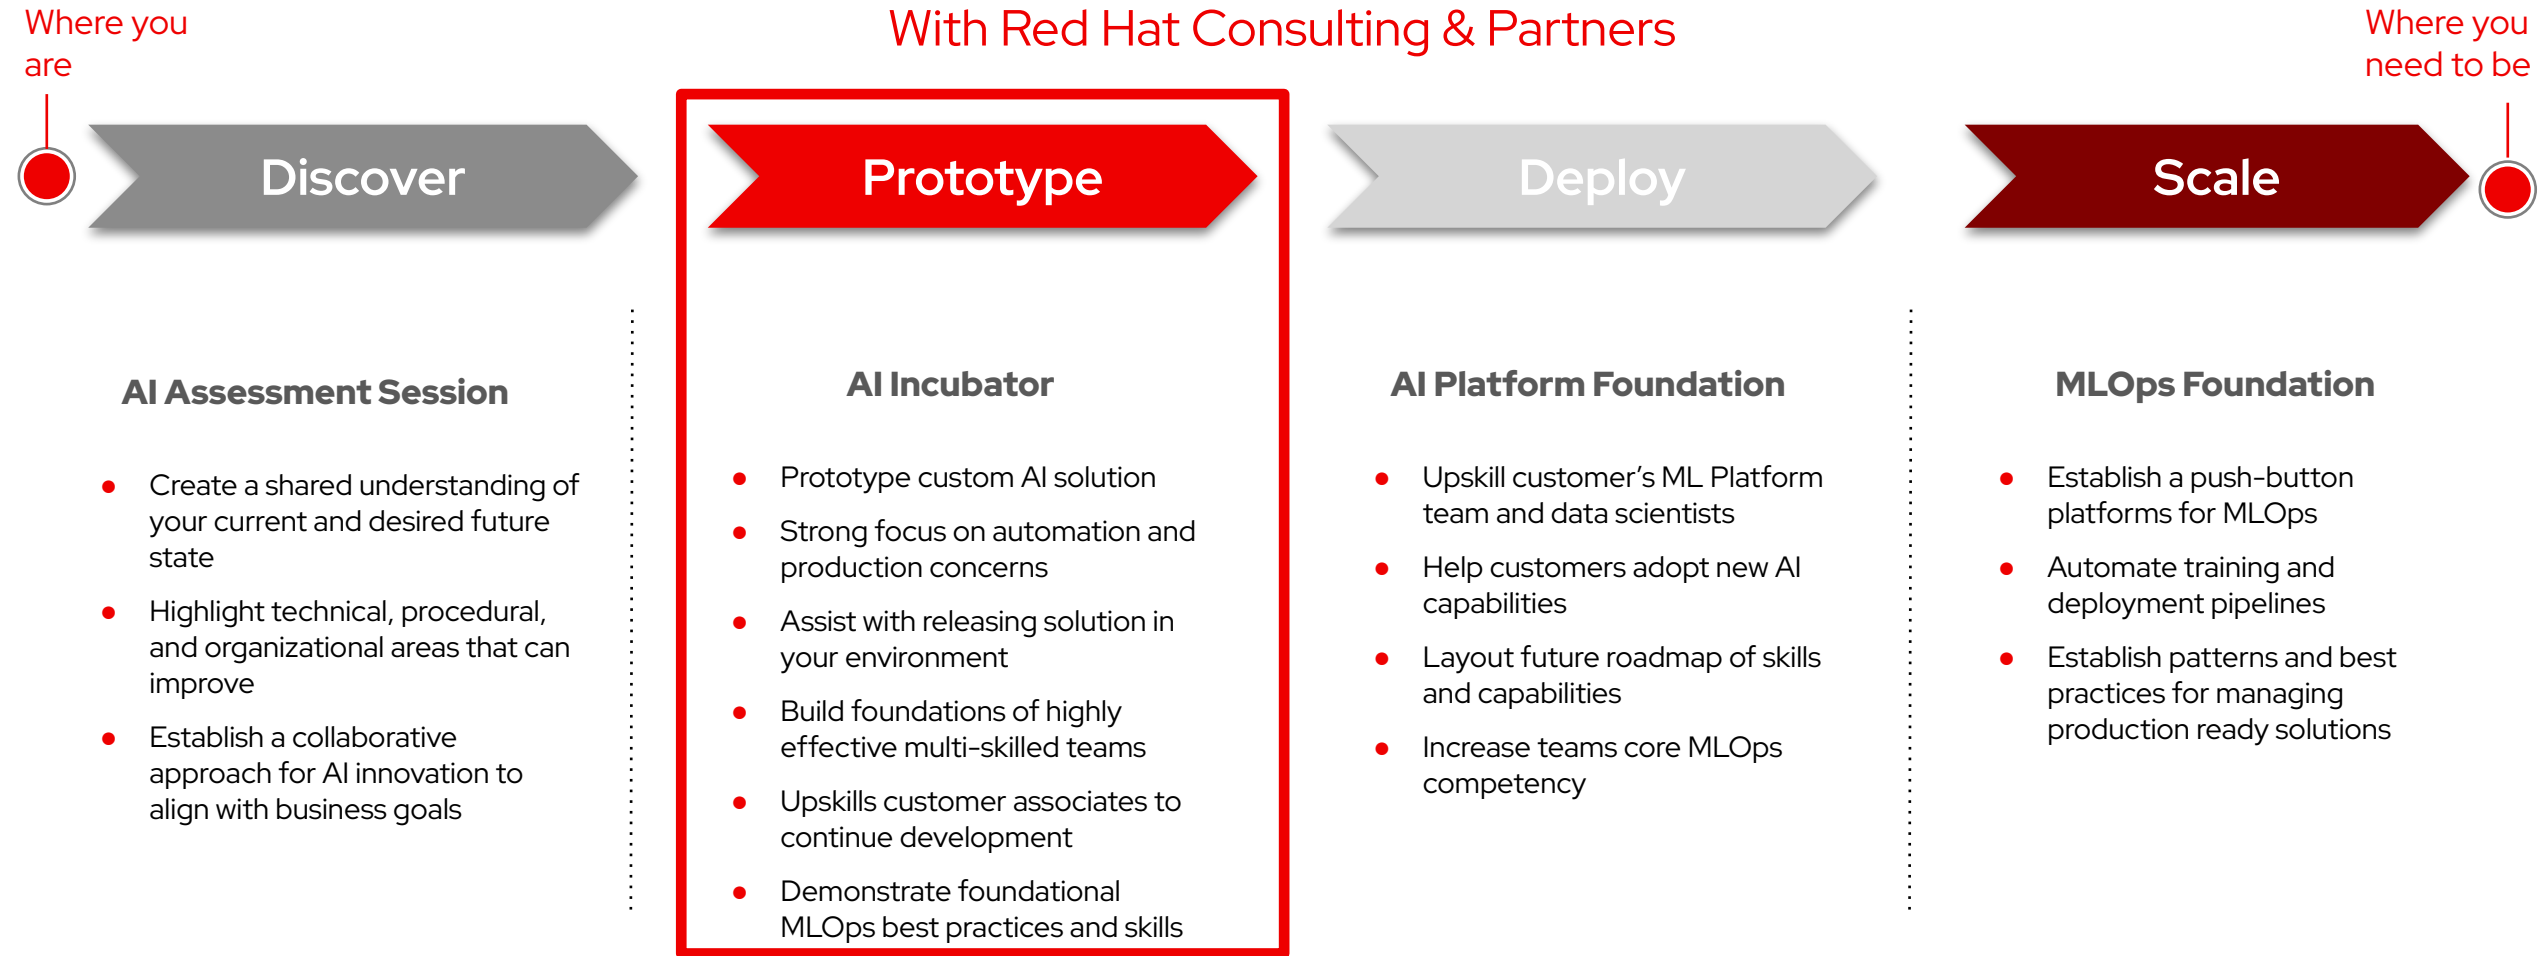 Where you
are
With Red Hat Consulting & Partners
Where you
need to be
Discover
Prototype
Deploy
Scale
AI Assessment Session
● Create a shared understanding of
your current and desired future
state
● Highlight technical, procedural,
and organizational areas that can
improve
● Establish a collaborative
approach for AI innovation to
align with business goals
AI Incubator
● Prototype custom AI solution
● Strong focus on automation and
production concerns
● Assist with releasing solution in
your environment
● Build foundations of highly
effective multi-skilled teams
● Upskills customer associates to
continue development
● Demonstrate foundational
MLOps best practices and skills
AI Platform Foundation
● Upskill customer's ML Platform
team and data scientists
● Help customers adopt new AI
capabilities
● Layout future roadmap of skills
and capabilities
● Increase teams core MLOps
competency
MLOps Foundation
● Establish a push-button
platforms for MLOps
● Automate training and
deployment pipelines
● Establish patterns and best
practices for managing
production ready solutions